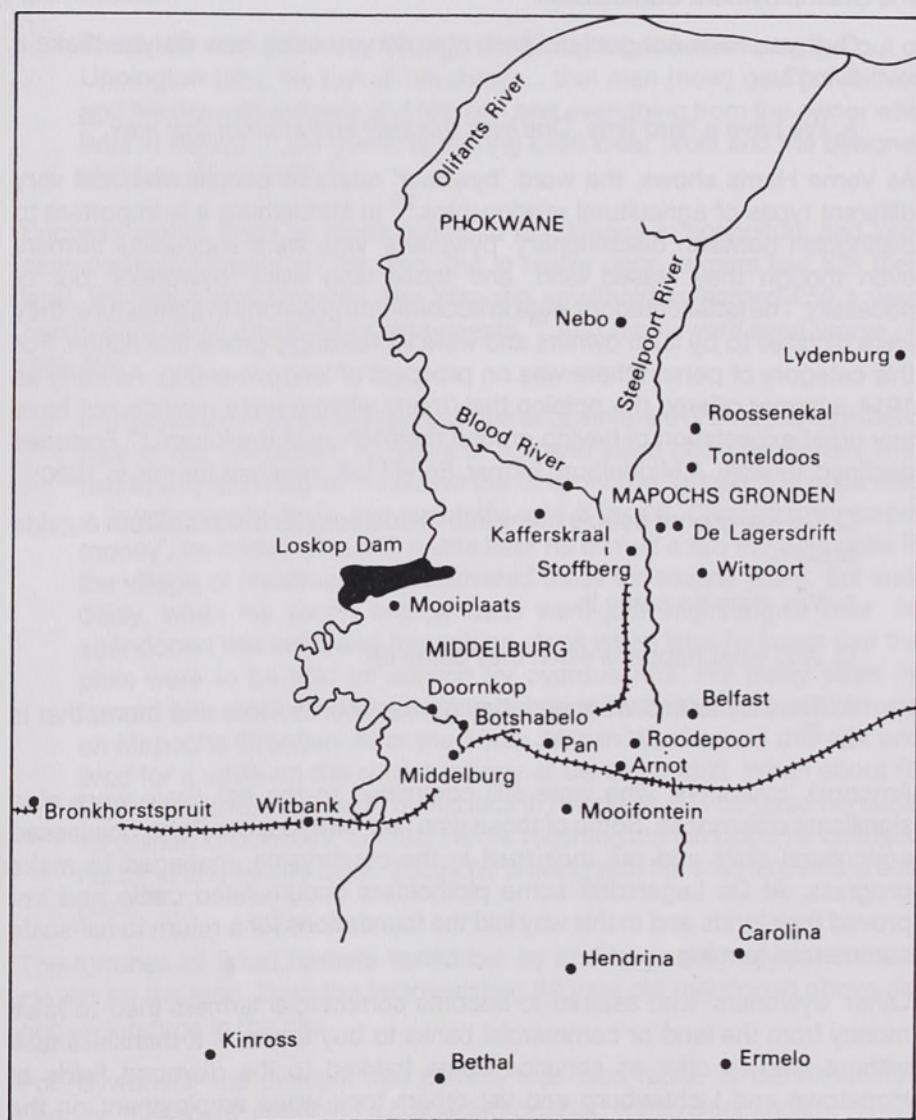 Olifants River
PHOKWANE
Steelpoort River
Nebo
Lydenburg
Roossenekal
Blood River
Tonteldoos
MAPOCHS GRONDEN
Kafferskraal
De Lagersdrift
Loskop Dam
Stoffberg
Witpoort
Mooiplaats
MIDDELBURG
Doornkop
Belfast
Botshabelo
Pan
Roodepoort
Arnot
Middelburg
Bronkhorstspruit
Witbank
Mooifontein
Carolina
Hendrina
Kinross
Bethal
Ermelo